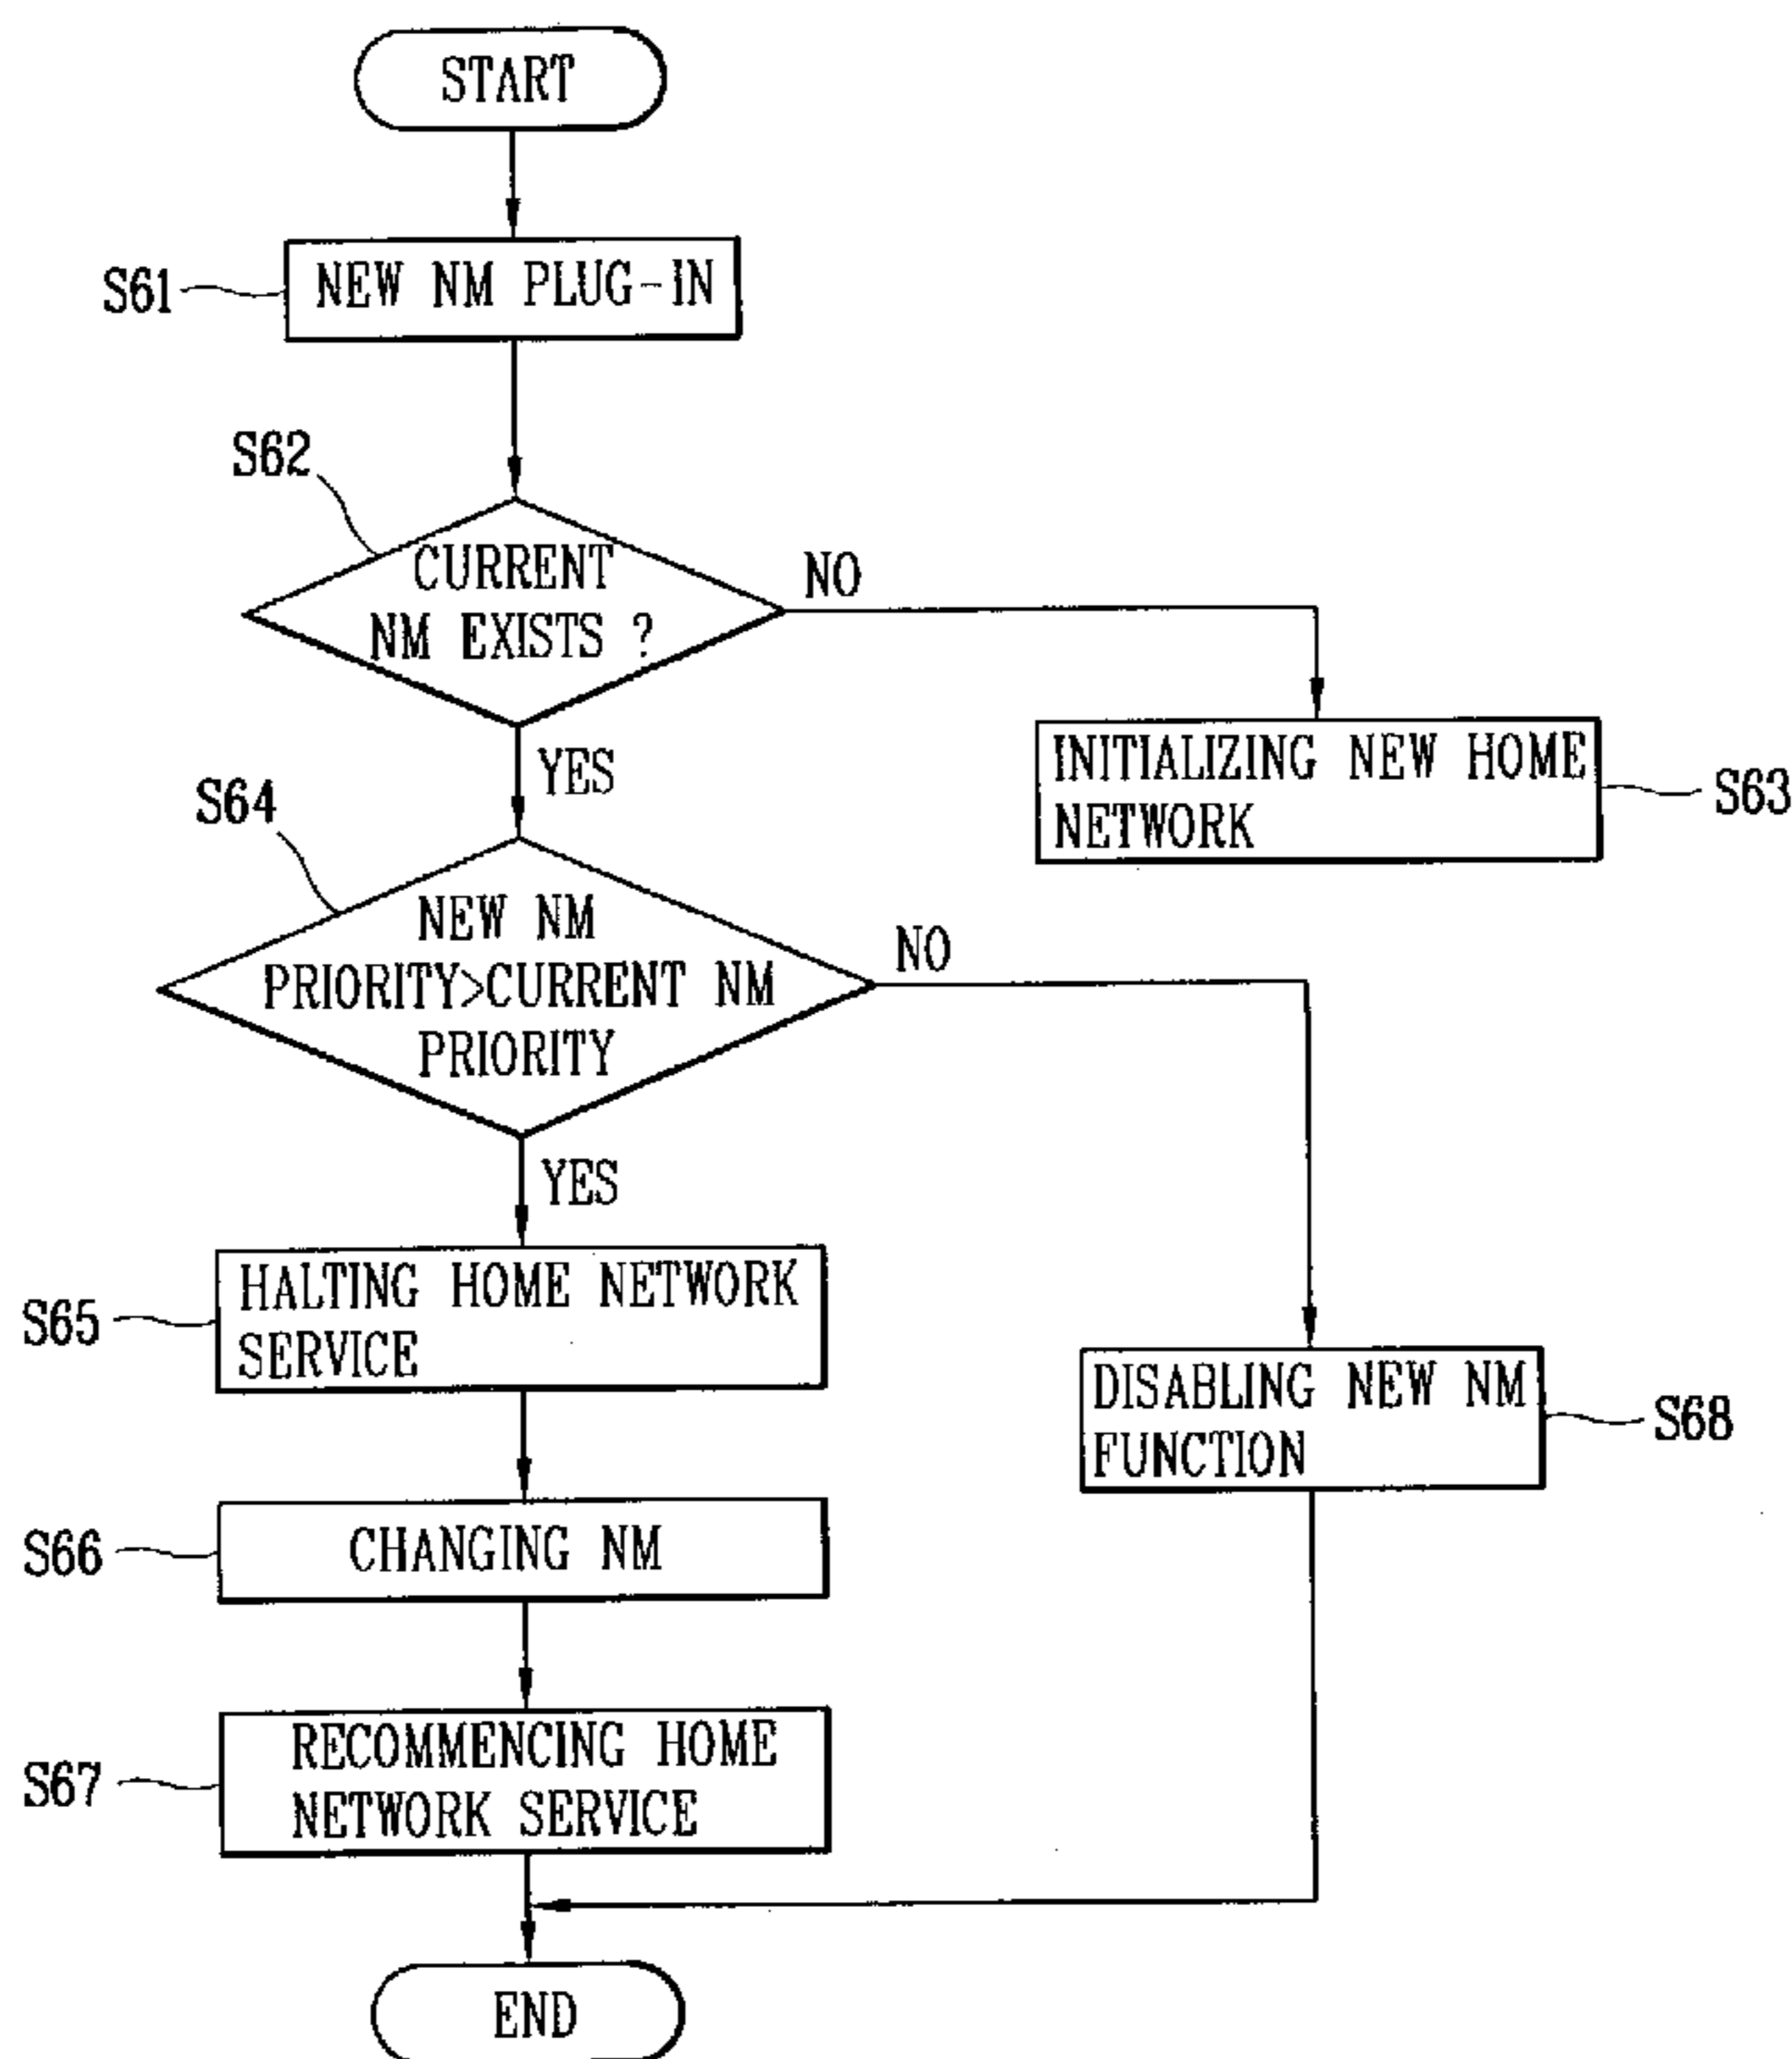 START
S61
NEW NM PLUG-IN
S62
CURRENT
NM EXISTS ?
NO
YES
INITIALIZING NEW HOME
NETWORK
S63
S64
NEW NM
PRIORITY>CURRENT NM
PRIORITY
NO
YES
S65
HALTING HOME NETWORK
SERVICE
DISABLING NEW NM
FUNCTION
S68
S66
CHANGING NM
S67
RECOMMENCING HOME
NETWORK SERVICE
END